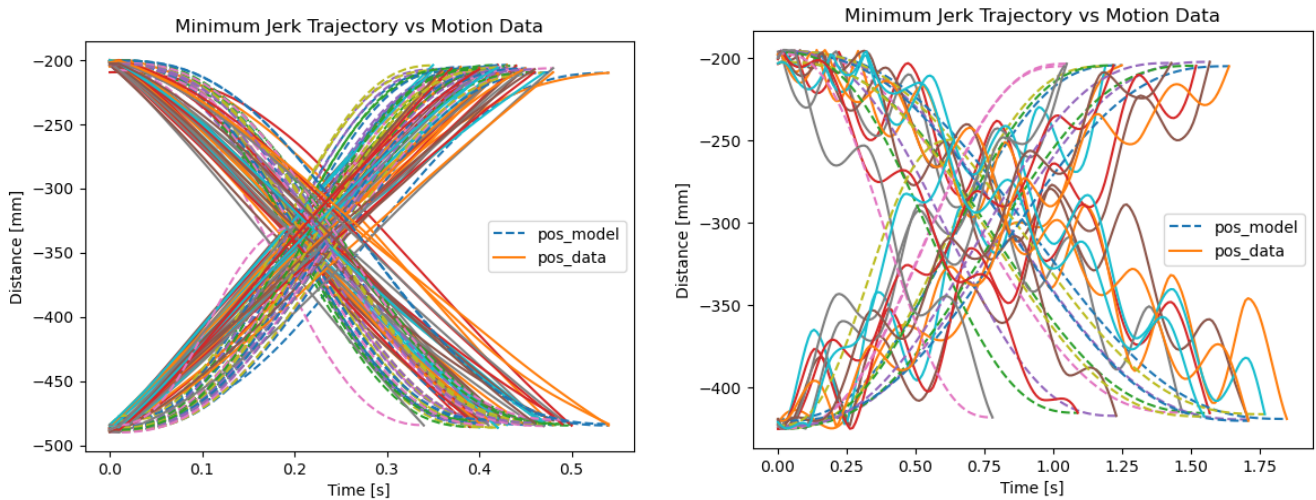 Minimum Jerk Trajectory vs Motion Data
−200
−250
−300
−350
−400
−450
−500
Distance [mm]
0.0 0.1 0.2 0.3 0.4 0.5
Time [s]
pos_model
pos_data
Minimum Jerk Trajectory vs Motion Data
−200
−250
−300
−350
−400
Distance [mm]
0.00 0.25 0.50 0.75 1.00 1.25 1.50 1.75
Time [s]
pos_model
pos_data